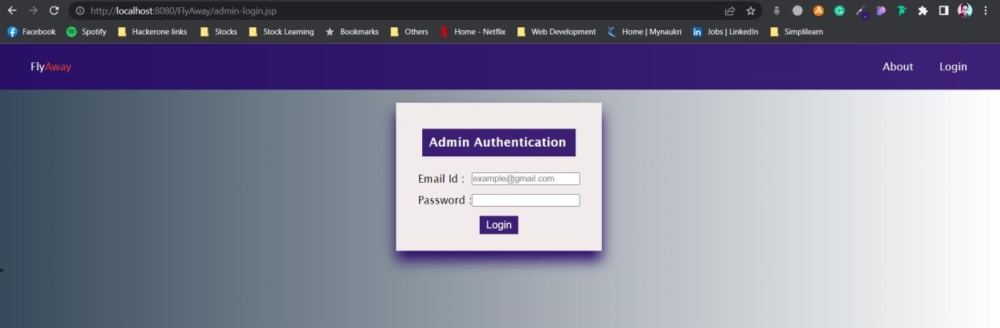 http://localhost:8080/FlyAway/admin-login.jsp
Facebook Spotify Hackerone links Stocks Stock Learning Bookmarks Others Home - Netflix Web Development Home | Mynaukri Jobs | LinkedIn Simplilearn
FlyAway About Login
Admin Authentication
Email Id : example@gmail.com
Password :
Login
>